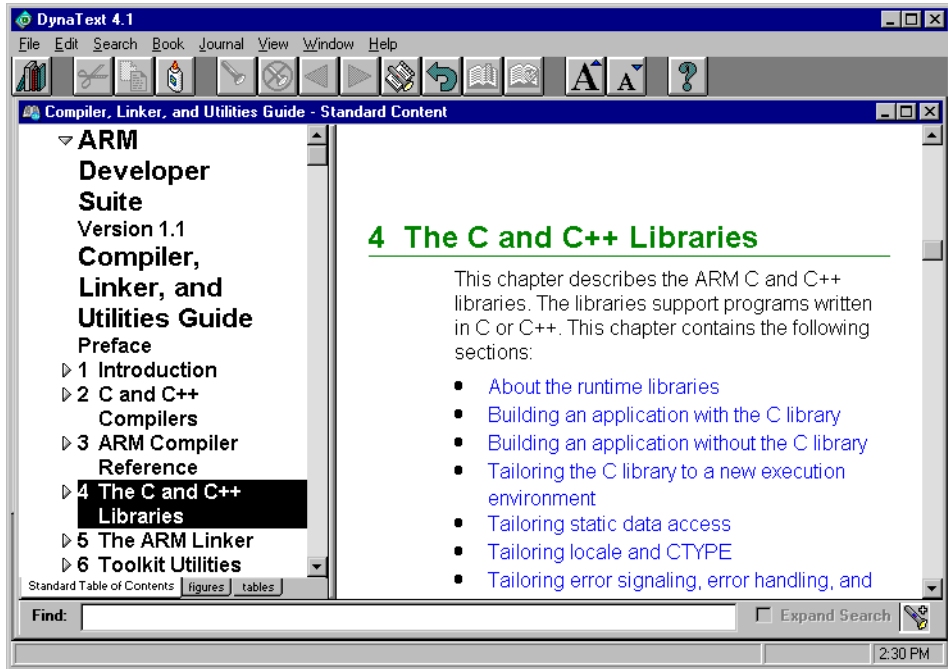 DynaText 4.1
File Edit Search Book Journal View Window Help
A A ?
Compiler, Linker, and Utilities Guide - Standard Content
ARM
Developer
Suite
Version 1.1
Compiler,
Linker, and
Utilities Guide
Preface
1 Introduction
2 C and C++
Compilers
3 ARM Compiler
Reference
4 The C and C++
Libraries
5 The ARM Linker
6 Toolkit Utilities
Standard Table of Contents figures tables
4 The C and C++ Libraries
This chapter describes the ARM C and C++
libraries. The libraries support programs written
in C or C++. This chapter contains the following
sections:
• About the runtime libraries
• Building an application with the C library
• Building an application without the C library
• Tailoring the C library to a new execution
environment
• Tailoring static data access
• Tailoring locale and CTYPE
• Tailoring error signaling, error handling, and
Find: Expand Search
2:30 PM